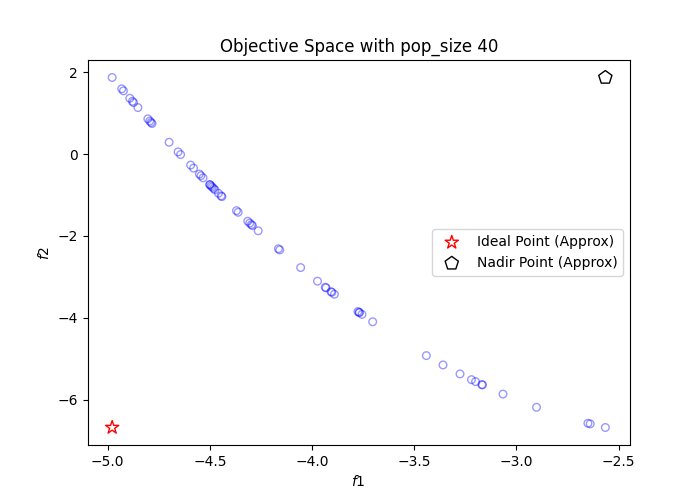 Objective Space with pop_size 40
2
0
−2
−4
−6
f2
Ideal Point (Approx)
Nadir Point (Approx)
−5.0 −4.5 −4.0 −3.5 −3.0 −2.5
f1